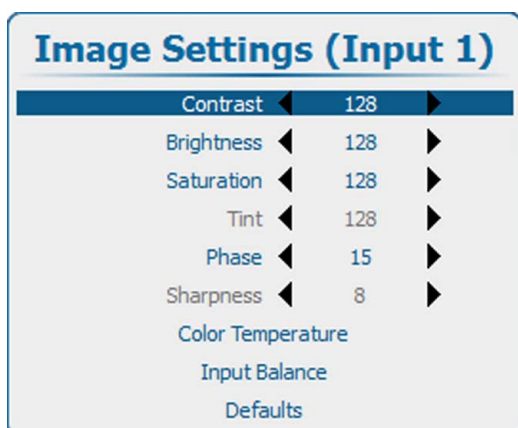 Image Settings (Input 1)
Contrast 128
Brightness 128
Saturation 128
Tint 128
Phase 15
Sharpness 8
Color Temperature
Input Balance
Defaults